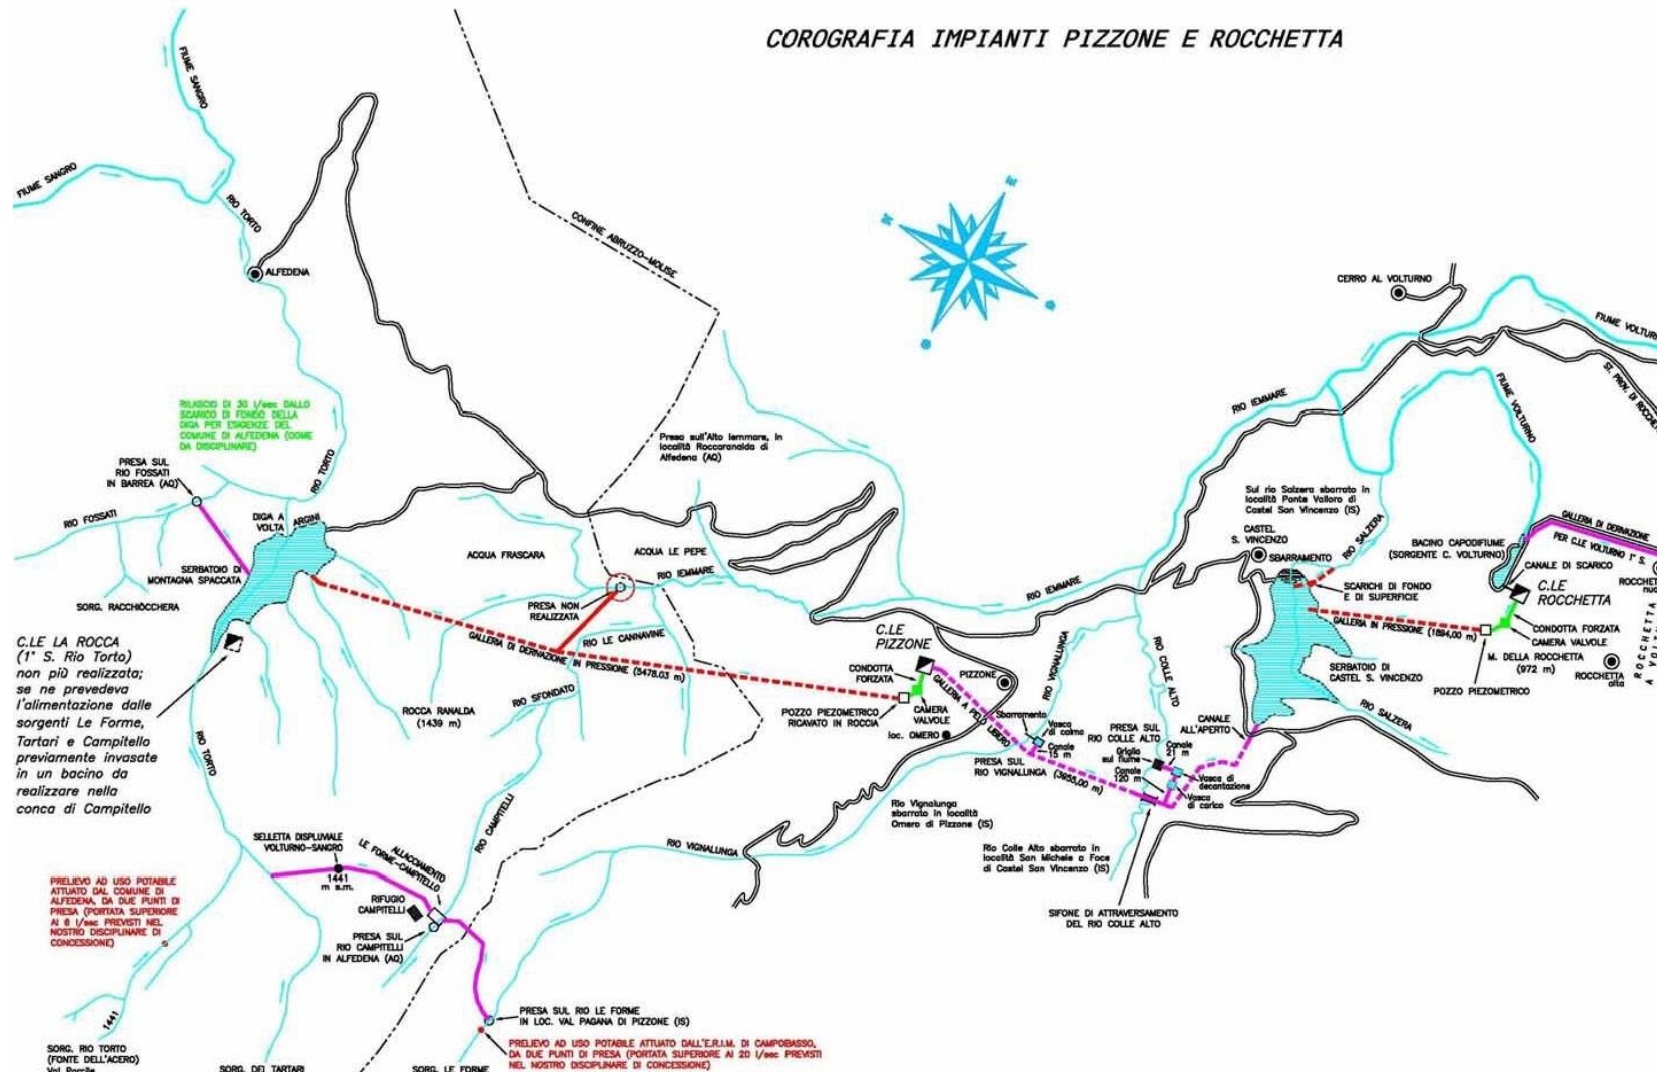 COROGRAFIA IMPIANTI PIZZONE E ROCCHETTA
FIUME SANGRO
FIUME SANGRO
RIO TORTO
ALFEDENA
CONFINE ABRUZZO-MOLISE
E
N
S
O
CERRO AL VOLTURNO
FIUME VOLTUR
ST. PROV. DI ROCCHE
RIO IEMMARE
FIUME VOLTURNO
RILASCIO DI 30 l/sec DALLO
SCARICO DI FONDO DELLA
DIGA PER ESIGENZE DEL
COMUNE DI ALFEDENA (COME
DA DISCIPLINARE)
PRESA SUL
RIO FOSSATI
IN BARREA (AQ)
RIO TORTO
RIO FOSSATI
DIGA A
VOLTA
ARGINI
SERBATOIO DI
MONTAGNA SPACCATA
SORG. RACCHIÒCCHERA
Presa sull'Alto Iemmare, in
località Roccaranalda di
Alfedena (AQ)
ACQUA FRASCARA
ACQUA LE PEPE
RIO IEMMARE
PRESA NON
REALIZZATA
RIO LE CANNAVINE
GALLERIA DI DERIVAZIONE IN PRESSIONE (5478.03 m)
RIO SFONDATO
ROCCA RANALDA
(1439 m)
RIO IEMMARE
Sul rio Salzera sbarrato in
località Ponte Valloro di
Castel San Vincenzo (IS)
CASTEL
S. VINCENZO
SBARRAMENTO
RIO SALZERA
SCARICHI DI FONDO
E DI SUPERFICIE
BACINO CAPODIFIUME
(SORGENTE C. VOLTURNO)
GALLERIA DI DERIVAZIONE
PER C.LE VOLTURNO 1° S.
CANALE DI SCARICO
C.LE
ROCCHETTA
ROCCHET
nuo
CONDOTTA FORZATA
CAMERA VALVOLE
GALLERIA IN PRESSIONE (1894,00 m)
M. DELLA ROCCHETTA
(972 m)
POZZO PIEZOMETRICO
ROCCHETTA
alta
ROCCHETTA
A VOLT
SERBATOIO DI
CASTEL S. VINCENZO
RIO SALZERA
C.LE LA ROCCA
(1° S. Rio Torto)
non più realizzata;
se ne prevedeva
l'alimentazione dalle
sorgenti Le Forme,
Tartari e Campitello
previamente invasate
in un bacino da
realizzare nella
conca di Campitello
C.LE
PIZZONE
CONDOTTA
FORZATA
POZZO PIEZOMETRICO
RICAVATO IN ROCCIA
CAMERA
VALVOLE
loc. OMERO
PIZZONE
GALLERIA A PELO LIBERO
(3955,00 m)
RIO VIGNALUNGA
RIO COLLE ALTO
Sbarramento
Vasca
di calma
Canale
15 m
PRESA SUL
RIO VIGNALUNGA
PRESA SUL
RIO COLLE ALTO
Griglia
sul fiume
Canale
21 m
Canale
120 m
Vasca di
decantazione
Vasca
di carico
CANALE
ALL'APERTO
Rio Vignalunga
sbarrato in località
Omero di Pizzone (IS)
Rio Colle Alto sbarrato in
località San Michele a Foce
di Castel San Vincenzo (IS)
SIFONE DI ATTRAVERSAMENTO
DEL RIO COLLE ALTO
RIO TORTO
RIO CAMPITELLI
RIO VIGNALUNGA
SELLETTA DISPLUVIALE
VOLTURNO-SANGRO
1441
m s.m.
ALLACCIAMENTO
LE FORME-CAMPITELLO
RIFUGIO
CAMPITELLI
PRESA SUL
RIO CAMPITELLI
IN ALFEDENA (AQ)
PRELIEVO AD USO POTABILE
ATTUATO DAL COMUNE DI
ALFEDENA, DA DUE PUNTI DI
PRESA (PORTATA SUPERIORE
AI 6 l/sec PREVISTI NEL
NOSTRO DISCIPLINARE DI
CONCESSIONE)
PRESA SUL RIO LE FORME
IN LOC. VAL PAGANA DI PIZZONE (IS)
PRELIEVO AD USO POTABILE ATTUATO DALL'E.R.I.M. DI CAMPOBASSO,
DA DUE PUNTI DI PRESA (PORTATA SUPERIORE AI 20 l/sec PREVISTI
NEL NOSTRO DISCIPLINARE DI CONCESSIONE)
1441
SORG. RIO TORTO
(FONTE DELL'ACERO)
Val Porcile
SORG. DEI TARTARI
SORG. LE FORME